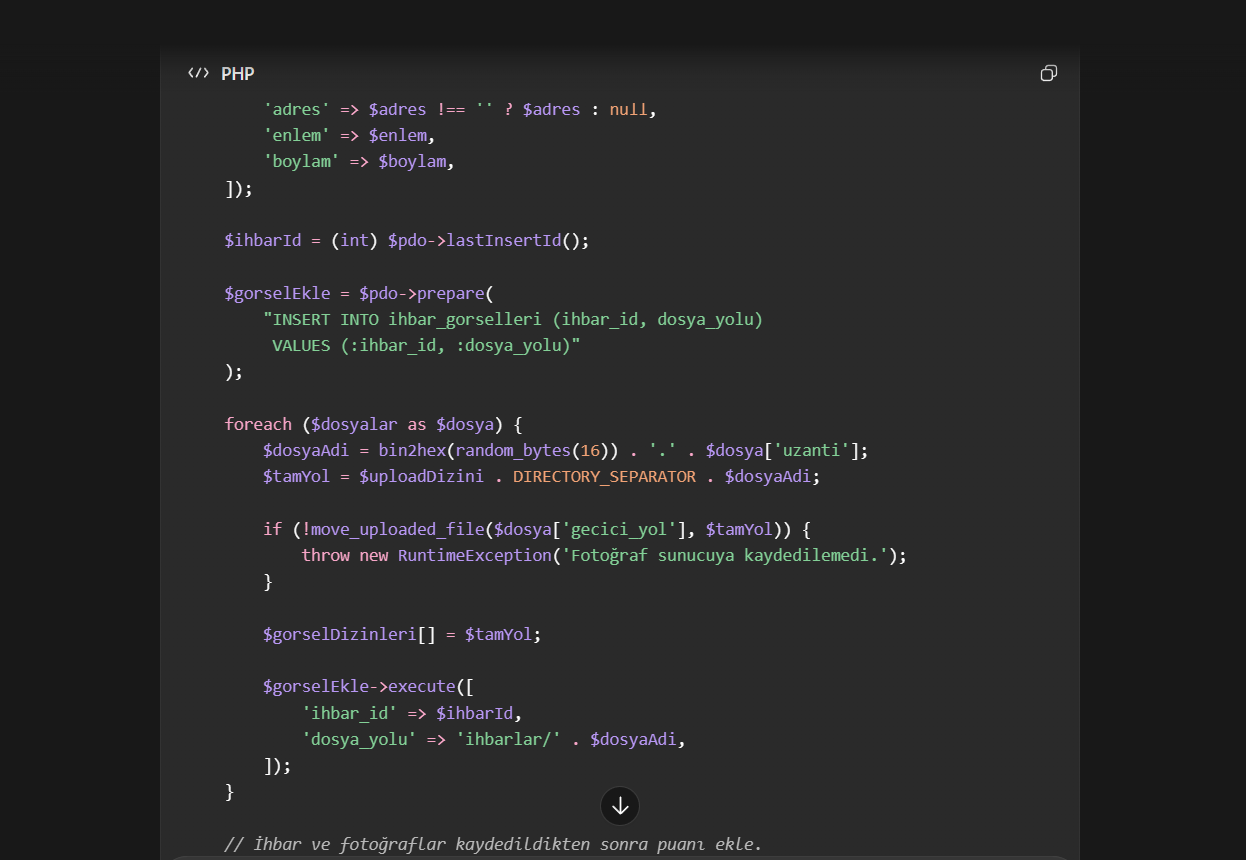 </> PHP
'adres' => $adres !== '' ? $adres : null,
'enlem' => $enlem,
'boylam' => $boylam,
]);
$ihbarId = (int) $pdo->lastInsertId();
$gorselEkle = $pdo->prepare(
"INSERT INTO ihbar_gorselleri (ihbar_id, dosya_yolu)
VALUES (:ihbar_id, :dosya_yolu)"
);
foreach ($dosyalar as $dosya) {
$dosyaAdi = bin2hex(random_bytes(16)) . '.' . $dosya['uzanti'];
$tamYol = $uploadDizini . DIRECTORY_SEPARATOR . $dosyaAdi;
if (!move_uploaded_file($dosya['gecici_yol'], $tamYol)) {
throw new RuntimeException('Fotoğraf sunucuya kaydedilemedi.');
}
$gorselDizinleri[] = $tamYol;
$gorselEkle->execute([
'ihbar_id' => $ihbarId,
'dosya_yolu' => 'ihbarlar/' . $dosyaAdi,
]);
}
// İhbar ve fotoğraflar kaydedildikten sonra puanı ekle.